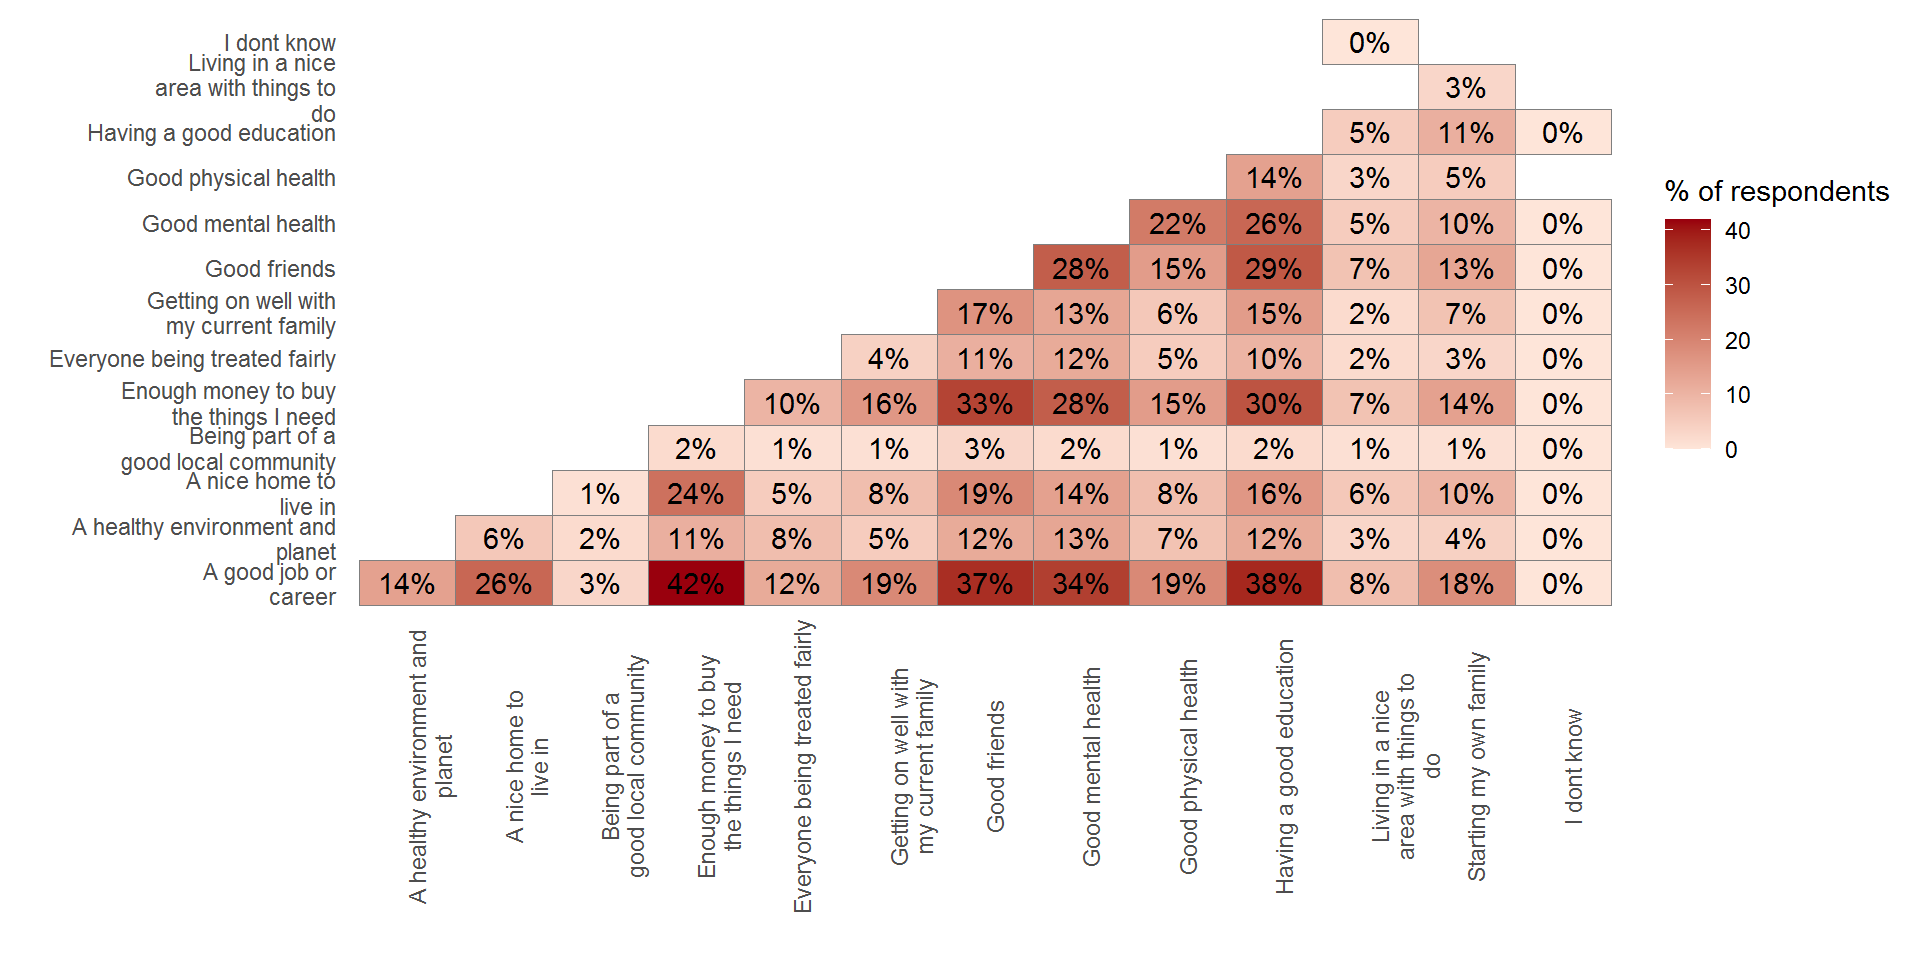 I dont know
0%
Living in a nice
area with things to
do
3%
Having a good education
5% 11% 0%
Good physical health
14% 3% 5%
Good mental health
22% 26% 5% 10% 0%
Good friends
28% 15% 29% 7% 13% 0%
Getting on well with
my current family
17% 13% 6% 15% 2% 7% 0%
Everyone being treated fairly
4% 11% 12% 5% 10% 2% 3% 0%
Enough money to buy
the things I need
10% 16% 33% 28% 15% 30% 7% 14% 0%
Being part of a
good local community
2% 1% 1% 3% 2% 1% 2% 1% 1% 0%
A nice home to
live in
1% 24% 5% 8% 19% 14% 8% 16% 6% 10% 0%
A healthy environment and
planet
6% 2% 11% 8% 5% 12% 13% 7% 12% 3% 4% 0%
A good job or
career
14% 26% 3% 42% 12% 19% 37% 34% 19% 38% 8% 18% 0%
A healthy environment and
planet
A nice home to
live in
Being part of a
good local community
Enough money to buy
the things I need
Everyone being treated fairly
Getting on well with
my current family
Good friends
Good mental health
Good physical health
Having a good education
Living in a nice
area with things to
do
Starting my own family
I dont know
% of respondents
40
30
20
10
0